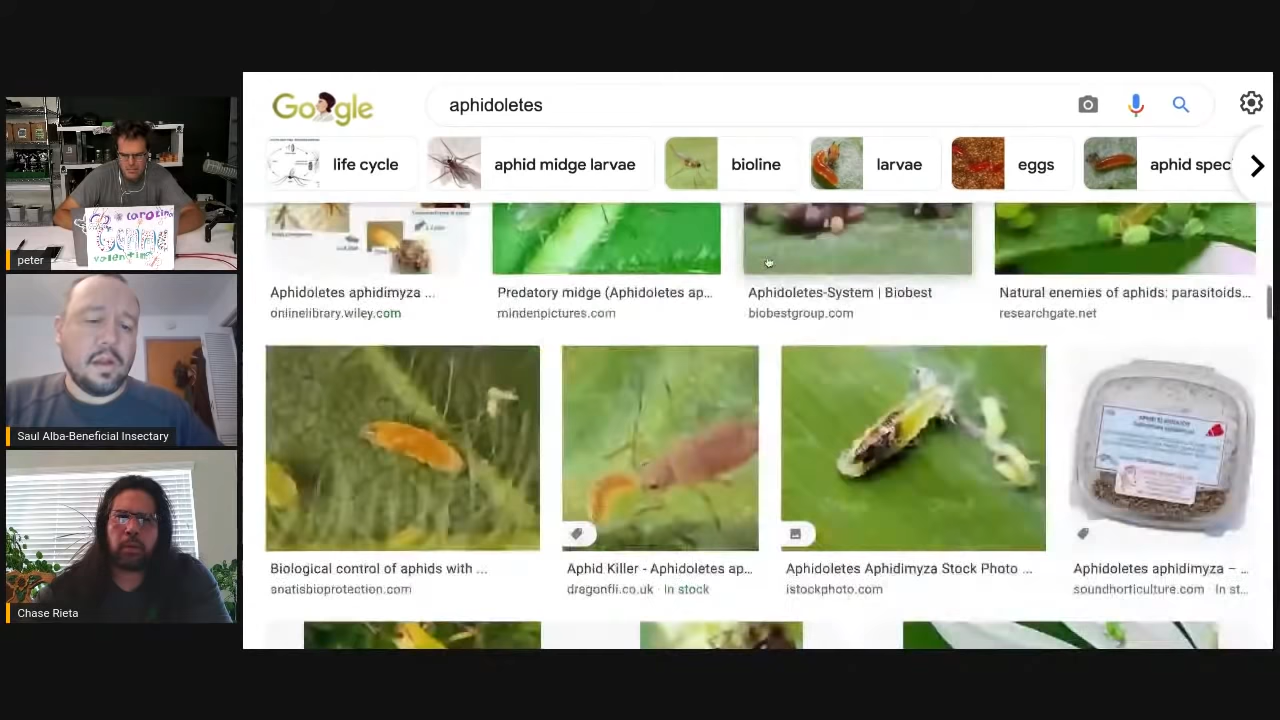 Google
aphidoletes
life cycle
aphid midge larvae
bioline
larvae
eggs
aphid spec
Aphidoletes aphidimyza ...
onlinelibrary.wiley.com
Predatory midge (Aphidoletes ap...
mindenpictures.com
Aphidoletes-System | Biobest
biobestgroup.com
Natural enemies of aphids: parasitoids...
researchgate.net
Biological control of aphids with ...
anatisbioprotection.com
Aphid Killer - Aphidoletes ap...
dragonfli.co.uk · In stock
Aphidoletes Aphidimyza Stock Photo ...
istockphoto.com
Aphidoletes aphidimyza – ...
soundhorticulture.com · In st...
carolina
valentina
peter
Saul Alba-Beneficial Insectary
Chase Rieta